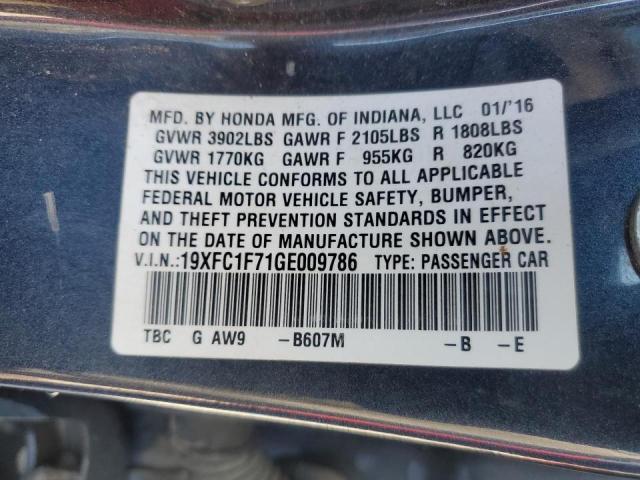 MFD. BY HONDA MFG. OF INDIANA, LLC 01/'16
GVWR 3902LBS GAWR F 2105LBS R 1808LBS
GVWR 1770KG GAWR F 955KG R 820KG
THIS VEHICLE CONFORMS TO ALL APPLICABLE
FEDERAL MOTOR VEHICLE SAFETY, BUMPER,
AND THEFT PREVENTION STANDARDS IN EFFECT
ON THE DATE OF MANUFACTURE SHOWN ABOVE.
V.I.N.:19XFC1F71GE009786 TYPE: PASSENGER CAR
TBC G AW9 -B607M -B -E